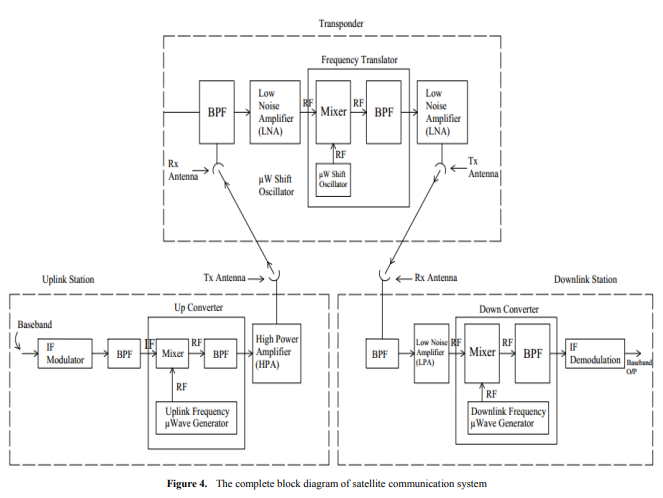 Transponder
Frequency Translator
BPF
Low
Noise
Amplifier
(LNA)
RF
Mixer
RF
BPF
Low
Noise
Amplifier
(LNA)
RF
µW Shift
Oscillator
Rx
Antenna
µW Shift
Oscillator
Tx
Antenna
Uplink Station
Tx Antenna
Rx Antenna
Downlink Station
Up Converter
Baseband
IF
Modulator
BPF
IF
Mixer
RF
BPF
High Power
Amplifier
(HPA)
RF
Uplink Frequency
µWave Generator
Down Converter
BPF
Low Noise
Amplifier
(LPA)
RF
Mixer
RF
BPF
IF
Demodulation
Baseband
O/P
RF
Downlink Frequency
µWave Generator
Figure 4. The complete block diagram of satellite communication system